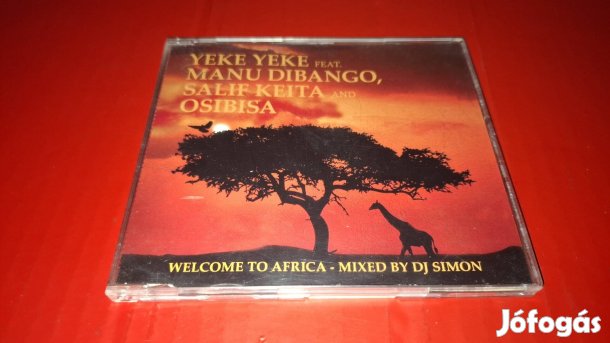 YEKE YEKE FEAT.
MANU DIBANGO,
SALIF KEITA AND
OSIBISA
WELCOME TO AFRICA - MIXED BY DJ SIMON
Jófogás